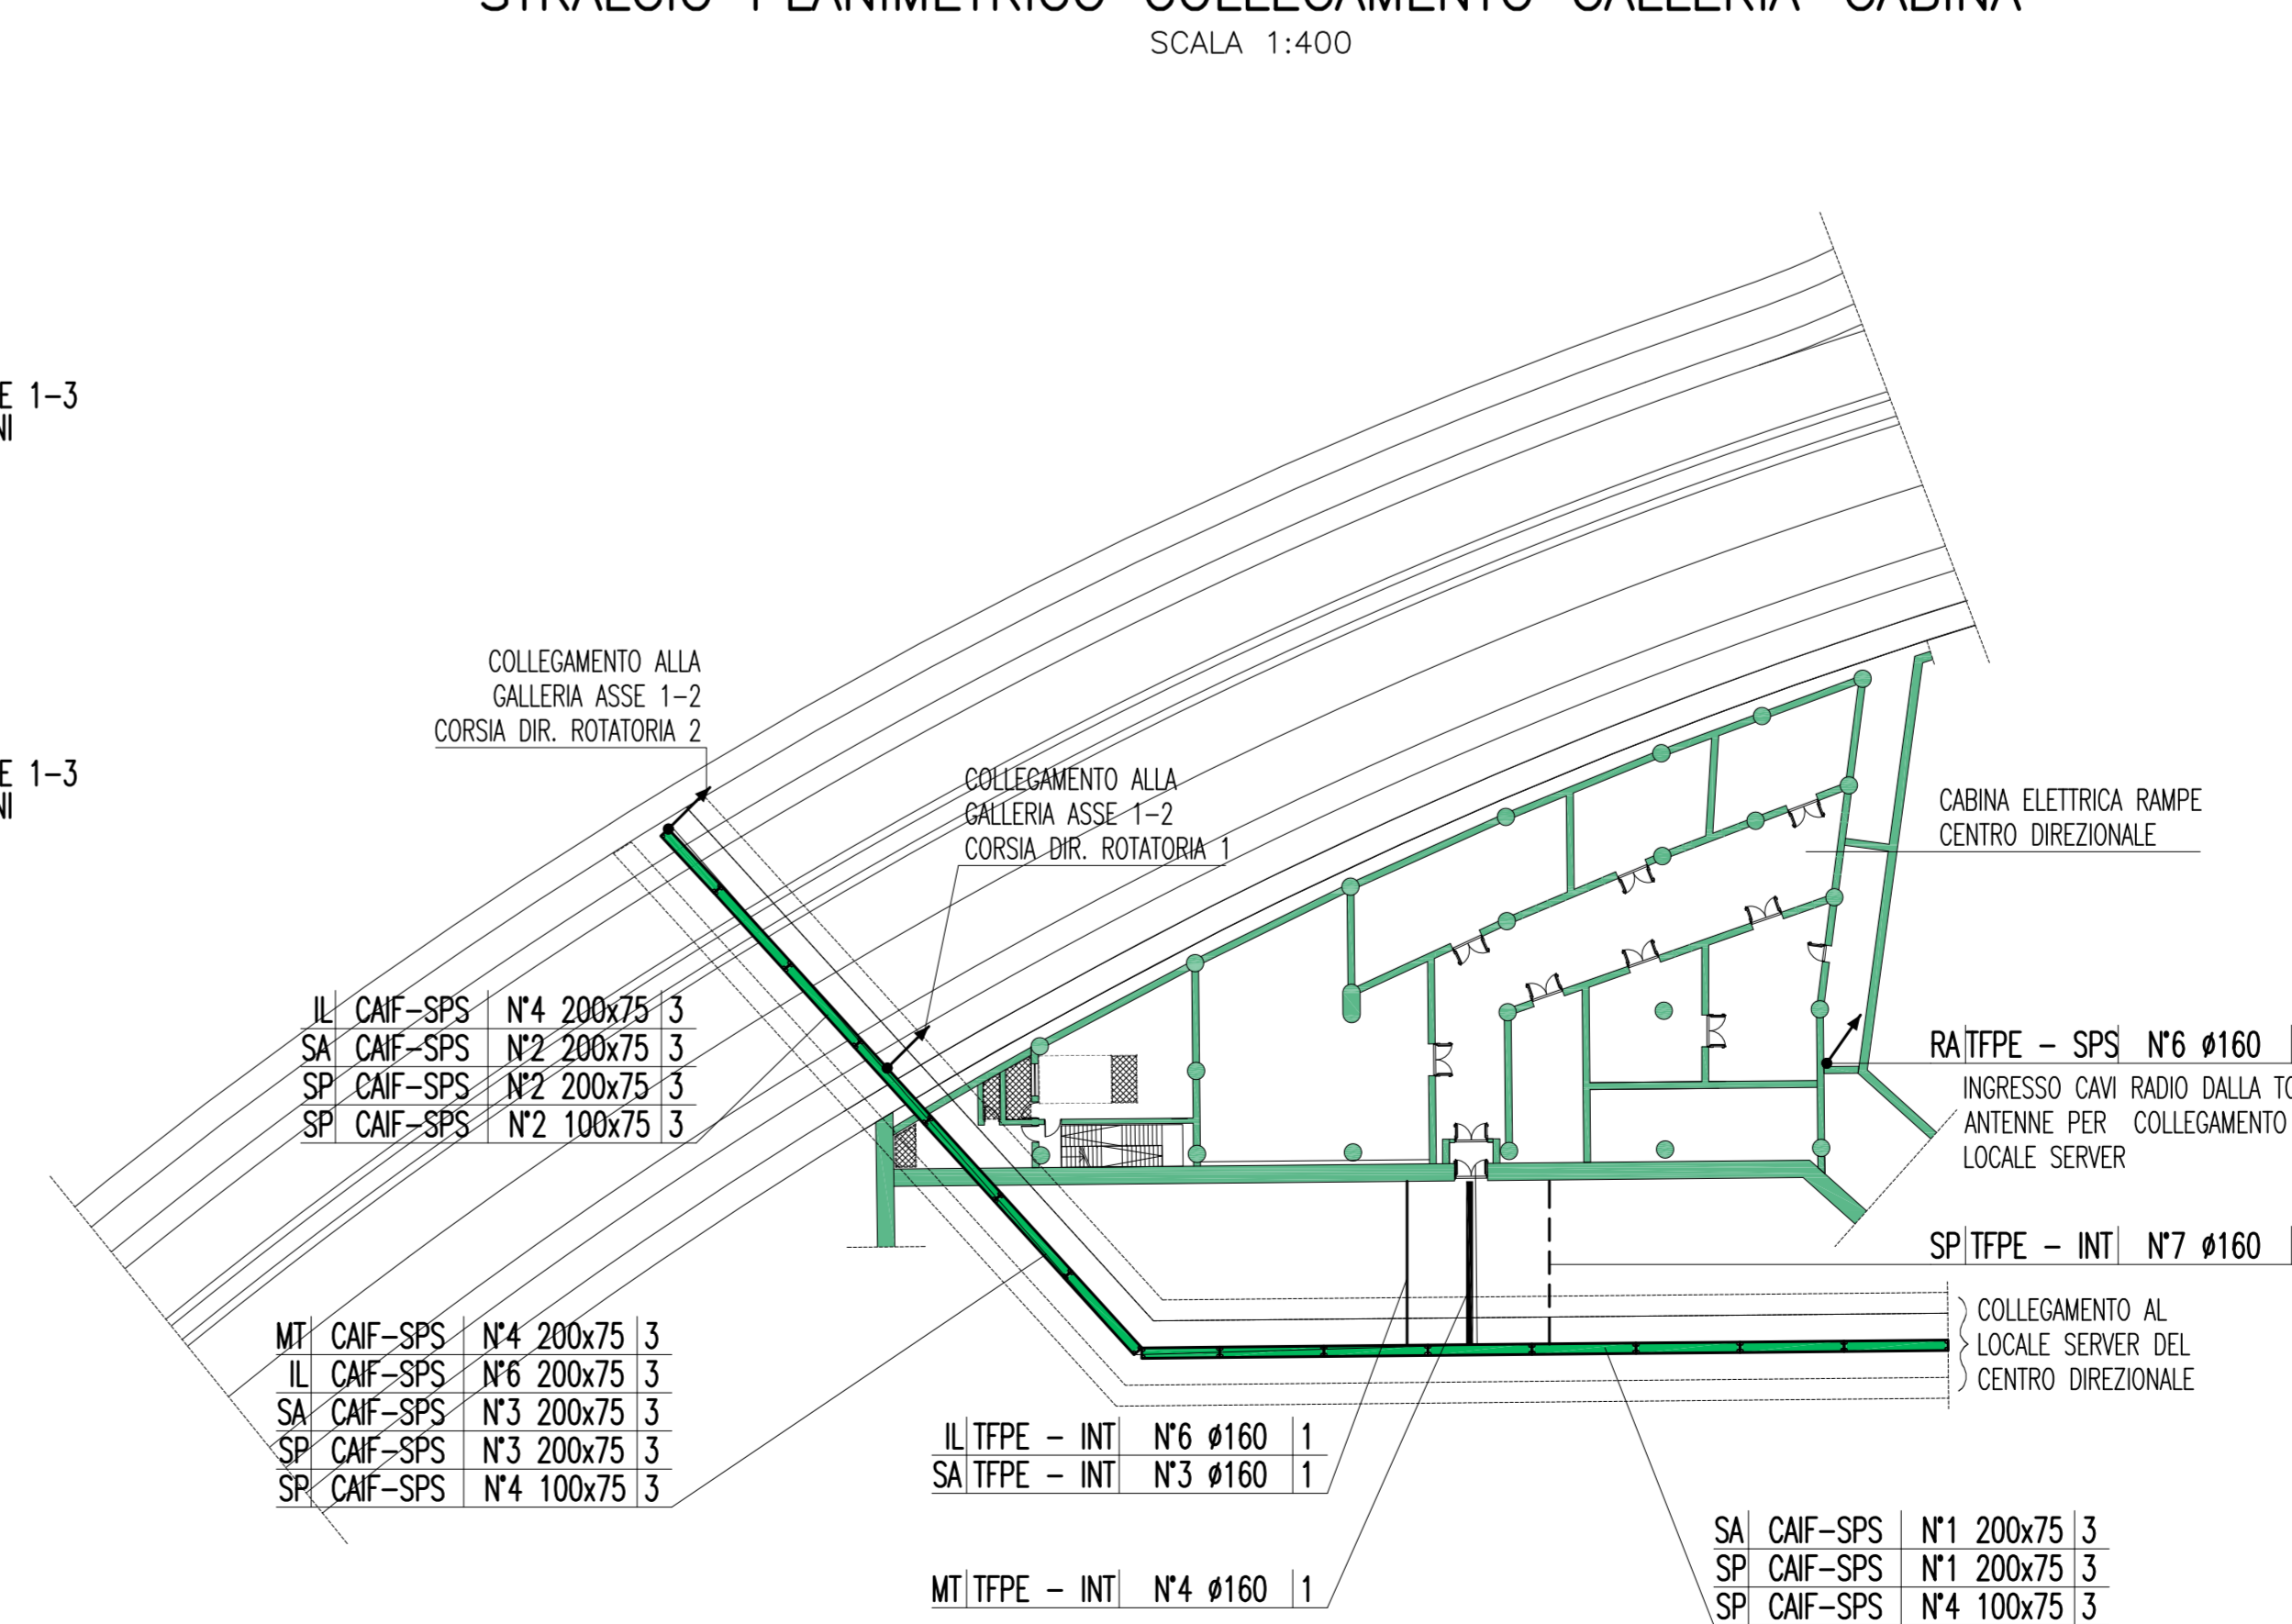 STRALCIO PLANIMETRICO COLLEGAMENTO GALLERIA CABINA
SCALA 1:400
E 1-3
NI
E 1-3
NI
COLLEGAMENTO ALLA
GALLERIA ASSE 1-2
CORSIA DIR. ROTATORIA 2
COLLEGAMENTO ALLA
GALLERIA ASSE 1-2
CORSIA DIR. ROTATORIA 1
CABINA ELETTRICA RAMPE
CENTRO DIREZIONALE
IL CAIF-SPS N°4 200x75 3
SA CAIF-SPS N°2 200x75 3
SP CAIF-SPS N°2 200x75 3
SP CAIF-SPS N°2 100x75 3
RA TFPE - SPS N°6 ø160
INGRESSO CAVI RADIO DALLA
ANTENNE PER COLLEGAMENTO
LOCALE SERVER
SP TFPE - INT N°7 ø160
COLLEGAMENTO AL
LOCALE SERVER DEL
CENTRO DIREZIONALE
MT CAIF-SPS N°4 200x75 3
IL CAIF-SPS N°6 200x75 3
SA CAIF-SPS N°3 200x75 3
SP CAIF-SPS N°3 200x75 3
SP CAIF-SPS N°4 100x75 3
IL TFPE - INT N°6 ø160 1
SA TFPE - INT N°3 ø160 1
MT TFPE - INT N°4 ø160 1
SA CAIF-SPS N°1 200x75 3
SP CAIF-SPS N°1 200x75 3
SP CAIF-SPS N°4 100x75 3